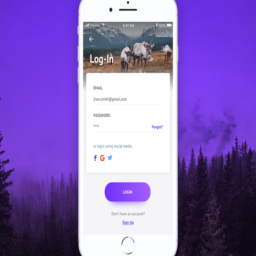 9:41 AM
Log-In
EMAIL
jhon.smith@gmail.com
PASSWORD
••••
Forgot?
or login using social media
LOGIN
Don't have an account?
Sign Up